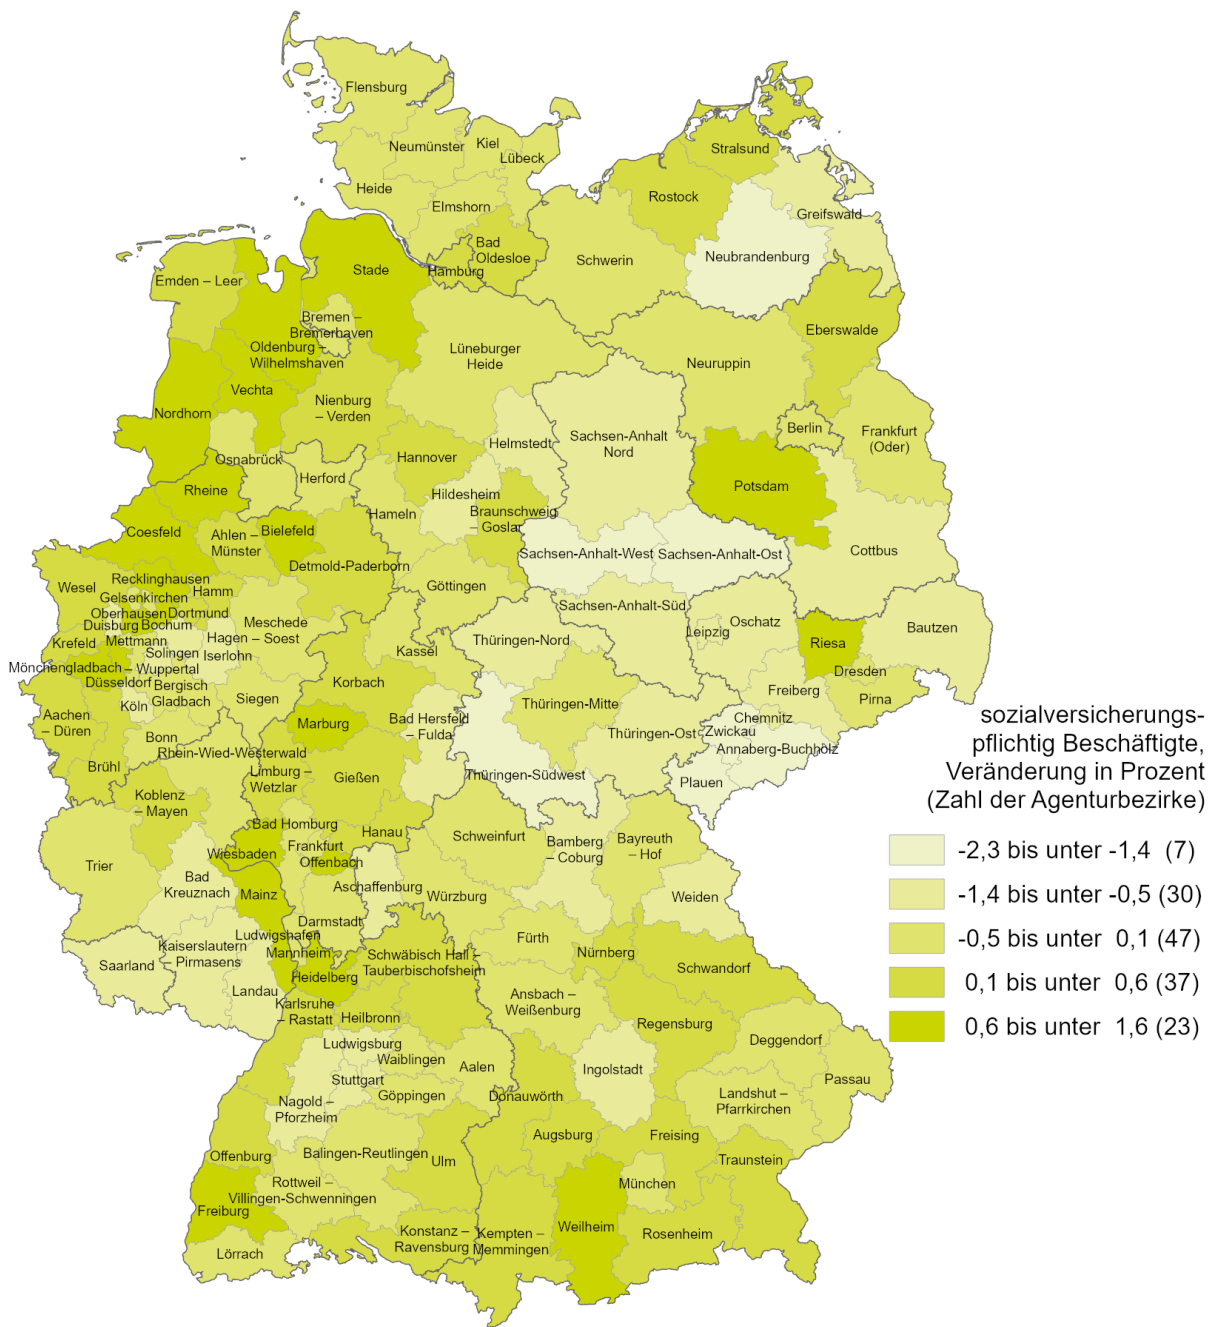 Flensburg
Kiel
Neumünster
Lübeck
Stralsund
Heide
Rostock
Elmshorn
Greifswald
Bad
Oldesloe
Neubrandenburg
Schwerin
Stade
Hamburg
Emden – Leer
Bremen –
Bremerhaven
Eberswalde
Oldenburg –
Wilhelmshaven
Lüneburger
Heide
Neuruppin
Vechta
Nienburg
– Verden
Nordhorn
Berlin
Frankfurt
(Oder)
Sachsen-Anhalt
Nord
Helmstedt
Hannover
Osnabrück
Herford
Potsdam
Rheine
Hildesheim
Hameln
Braunschweig
– Goslar
Coesfeld
Ahlen –
Münster
Bielefeld
Sachsen-Anhalt-West
Sachsen-Anhalt-Ost
Cottbus
Detmold-Paderborn
Recklinghausen
Wesel
Göttingen
Gelsenkirchen
Hamm
Sachsen-Anhalt-Süd
Oberhausen
Dortmund
Duisburg
Bochum
Meschede
– Soest
Oschatz
Bautzen
Leipzig
Krefeld
Mettmann
Hagen
Thüringen-Nord
Riesa
Solingen
Iserlohn
Kassel
Mönchengladbach
– Wuppertal
Düsseldorf
Dresden
Korbach
Bergisch
Gladbach
Freiberg
Pirna
Siegen
Köln
Thüringen-Mitte
Aachen
– Düren
Marburg
Bad Hersfeld
– Fulda
Chemnitz
Thüringen-Ost
Zwickau
Bonn
Annaberg-Buchholz
Rhein-Wied-Westerwald
Brühl
Limburg –
Wetzlar
Gießen
Thüringen-Südwest
Plauen
Koblenz
– Mayen
Bad Homburg
Hanau
Schweinfurt
Bamberg
– Coburg
Bayreuth
– Hof
Frankfurt
Wiesbaden
Offenbach
Trier
Bad
Kreuznach
Mainz
Aschaffenburg
Würzburg
Weiden
Darmstadt
Ludwigshafen
Fürth
Kaiserslautern
– Pirmasens
Mannheim
Schwäbisch Hall –
Tauberbischofsheim
Nürnberg
Saarland
Heidelberg
Schwandorf
Landau
Karlsruhe
– Rastatt
Ansbach –
Weißenburg
Heilbronn
Regensburg
Ludwigsburg
Deggendorf
Waiblingen
Aalen
Ingolstadt
Stuttgart
Passau
Göppingen
Donauwörth
Nagold –
Pforzheim
Landshut –
Pfarrkirchen
Augsburg
Freising
Balingen-Reutlingen
Offenburg
Ulm
Traunstein
Rottweil –
Villingen-Schwenningen
München
Freiburg
Weilheim
Konstanz –
Ravensburg
Kempten –
Memmingen
Rosenheim
Lörrach
sozialversicherungs-
pflichtig Beschäftigte,
Veränderung in Prozent
(Zahl der Agenturbezirke)
-2,3 bis unter -1,4 (7)
-1,4 bis unter -0,5 (30)
-0,5 bis unter 0,1 (47)
0,1 bis unter 0,6 (37)
0,6 bis unter 1,6 (23)